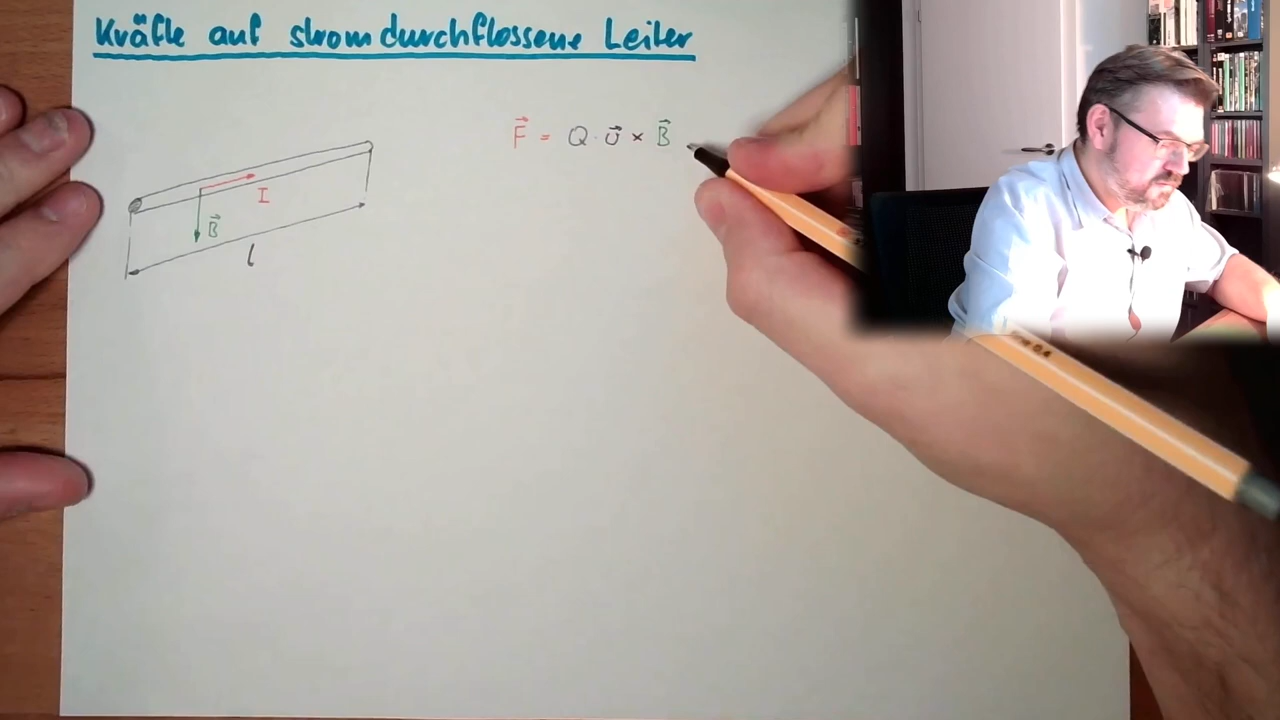 Kräfte auf stromdurchflossene Leiter
F⃗ = Q · v⃗ × B⃗
I
B⃗
l